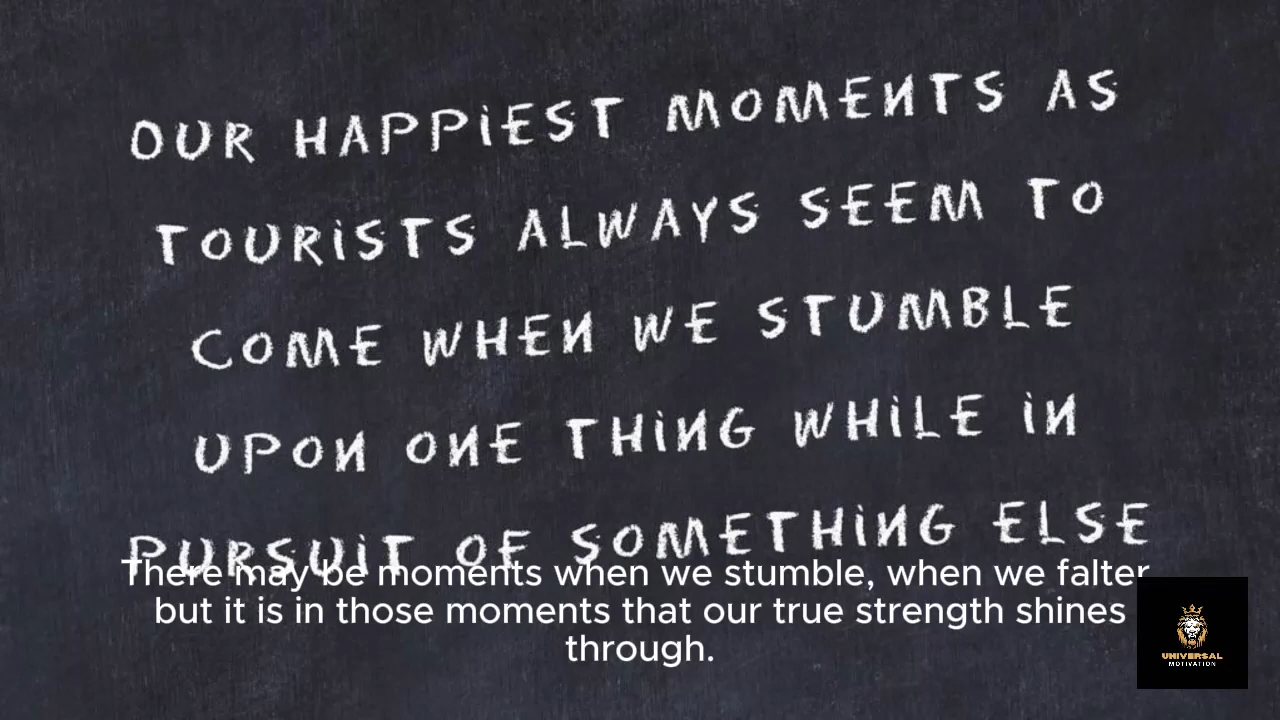 OUR HAPPiEST MOMENTS AS
TOURiSTS ALWAYS SEEM TO
COME WHEN WE STUMBLE
UPON ONE THiNG WHiLE iN
PURSUiT OF SOMETHiNG ELSE
There may be moments when we stumble, when we falter
but it is in those moments that our true strength shines
through.
UNIVERSAL
MOTIVATION